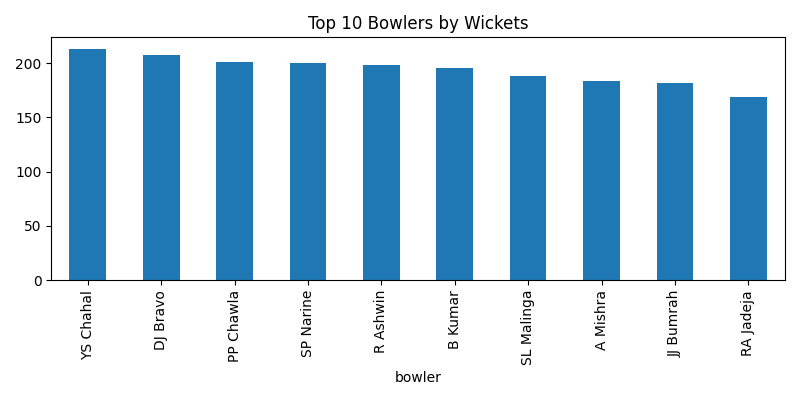 Top 10 Bowlers by Wickets
200
150
100
50
0
YS Chahal
DJ Bravo
PP Chawla
SP Narine
R Ashwin
B Kumar
SL Malinga
A Mishra
JJ Bumrah
RA Jadeja
bowler